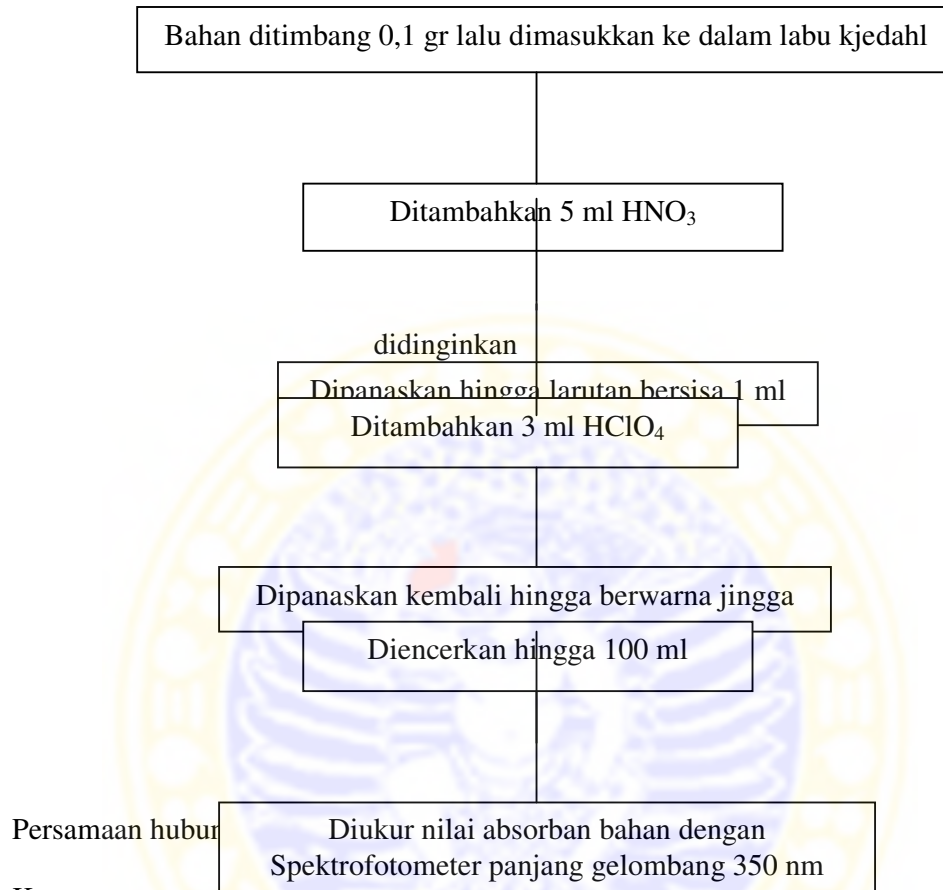 Bahan ditimbang 0,1 gr lalu dimasukkan ke dalam labu kjedahl
Ditambahkan 5 ml HNO₃
didinginkan
Dipanaskan hingga larutan bersisa 1 ml
Ditambahkan 3 ml HClO₄
Dipanaskan kembali hingga berwarna jingga
Diencerkan hingga 100 ml
Persamaan
Diukur nilai absorban bahan dengan
Spektrofotometer panjang gelombang 350 nm